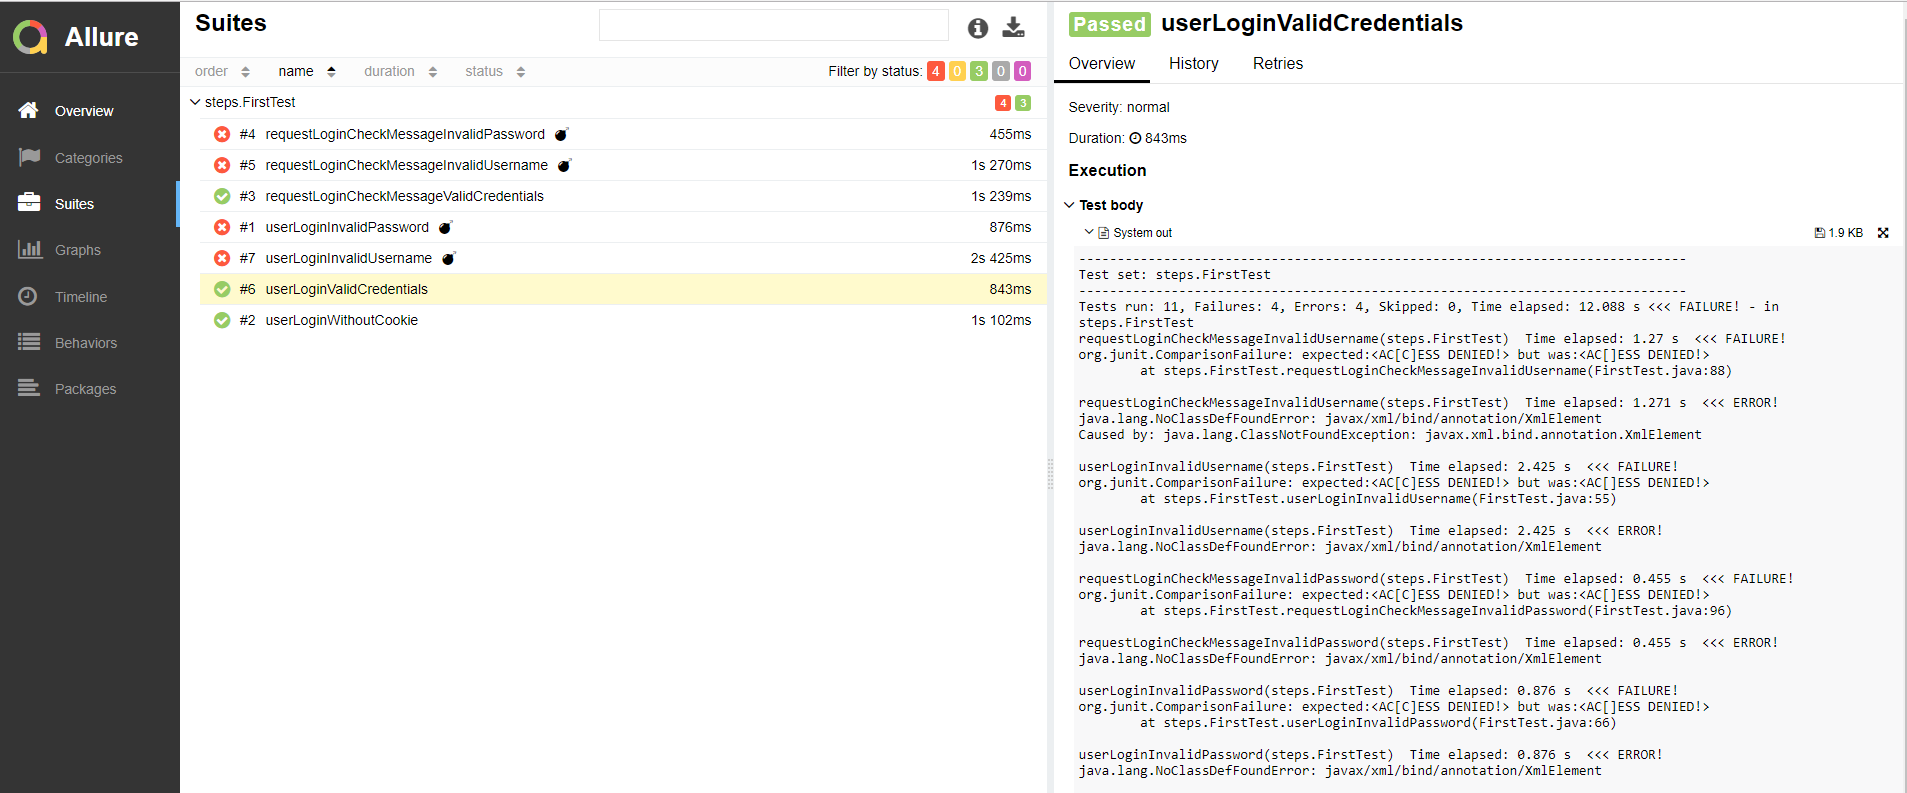 Allure
Overview
Categories
Suites
Graphs
Timeline
Behaviors
Packages
Suites
order name duration status Filter by status: 4 0 3 0 0
steps.FirstTest 4 3
#4 requestLoginCheckMessageInvalidPassword 455ms
#5 requestLoginCheckMessageInvalidUsername 1s 270ms
#3 requestLoginCheckMessageValidCredentials 1s 239ms
#1 userLoginInvalidPassword 876ms
#7 userLoginInvalidUsername 2s 425ms
#6 userLoginValidCredentials 843ms
#2 userLoginWithoutCookie 1s 102ms
Passed userLoginValidCredentials
Overview History Retries
Severity: normal
Duration: 843ms
Execution
Test body
System out 1.9 KB
-------------------------------------------------------------------------------
Test set: steps.FirstTest
-------------------------------------------------------------------------------
Tests run: 11, Failures: 4, Errors: 4, Skipped: 0, Time elapsed: 12.088 s <<< FAILURE! - in
steps.FirstTest
requestLoginCheckMessageInvalidUsername(steps.FirstTest)  Time elapsed: 1.27 s  <<< FAILURE!
org.junit.ComparisonFailure: expected:<AC[C]ESS DENIED!> but was:<AC[]ESS DENIED!>
at steps.FirstTest.requestLoginCheckMessageInvalidUsername(FirstTest.java:88)
requestLoginCheckMessageInvalidUsername(steps.FirstTest)  Time elapsed: 1.271 s  <<< ERROR!
java.lang.NoClassDefFoundError: javax/xml/bind/annotation/XmlElement
Caused by: java.lang.ClassNotFoundException: javax.xml.bind.annotation.XmlElement
userLoginInvalidUsername(steps.FirstTest)  Time elapsed: 2.425 s  <<< FAILURE!
org.junit.ComparisonFailure: expected:<AC[C]ESS DENIED!> but was:<AC[]ESS DENIED!>
at steps.FirstTest.userLoginInvalidUsername(FirstTest.java:55)
userLoginInvalidUsername(steps.FirstTest)  Time elapsed: 2.425 s  <<< ERROR!
java.lang.NoClassDefFoundError: javax/xml/bind/annotation/XmlElement
requestLoginCheckMessageInvalidPassword(steps.FirstTest)  Time elapsed: 0.455 s  <<< FAILURE!
org.junit.ComparisonFailure: expected:<AC[C]ESS DENIED!> but was:<AC[]ESS DENIED!>
at steps.FirstTest.requestLoginCheckMessageInvalidPassword(FirstTest.java:96)
requestLoginCheckMessageInvalidPassword(steps.FirstTest)  Time elapsed: 0.455 s  <<< ERROR!
java.lang.NoClassDefFoundError: javax/xml/bind/annotation/XmlElement
userLoginInvalidPassword(steps.FirstTest)  Time elapsed: 0.876 s  <<< FAILURE!
org.junit.ComparisonFailure: expected:<AC[C]ESS DENIED!> but was:<AC[]ESS DENIED!>
at steps.FirstTest.userLoginInvalidPassword(FirstTest.java:66)
userLoginInvalidPassword(steps.FirstTest)  Time elapsed: 0.876 s  <<< ERROR!
java.lang.NoClassDefFoundError: javax/xml/bind/annotation/XmlElement